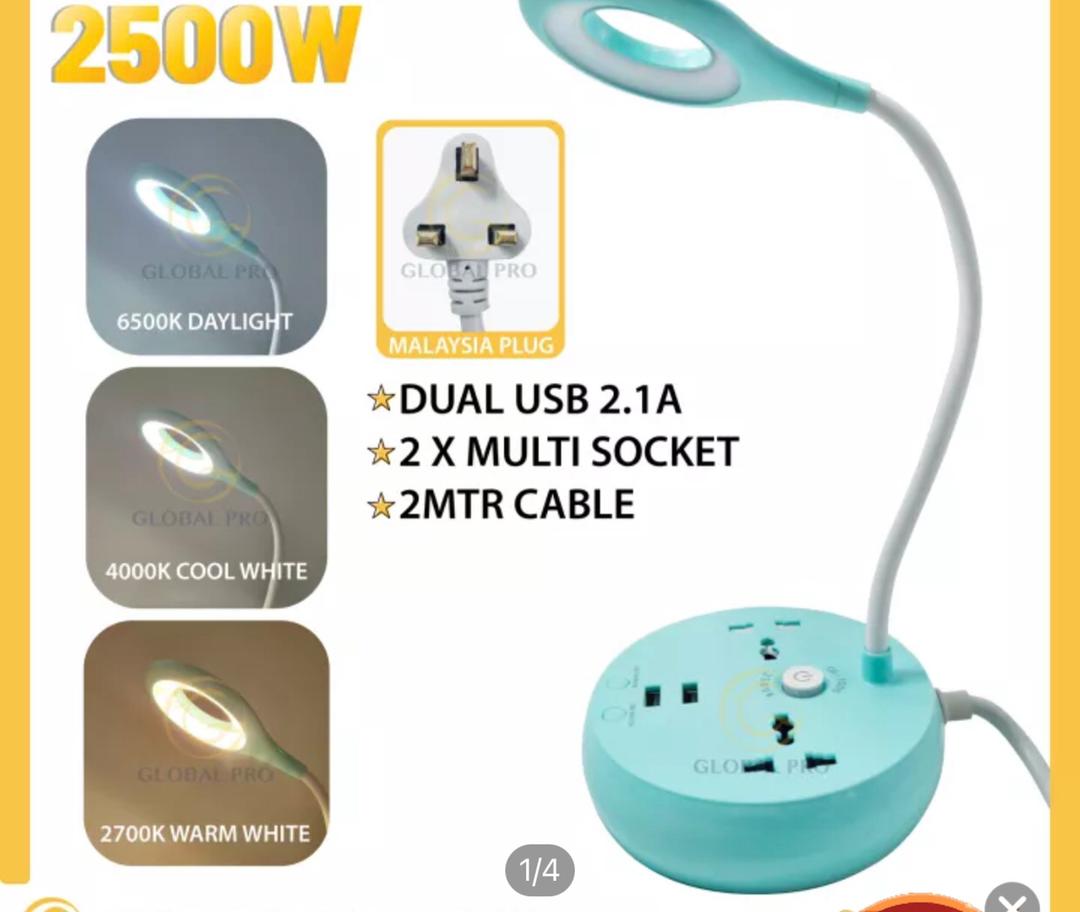 2500W
GLOBAL PRO
6500K DAYLIGHT
GLOBAL PRO
MALAYSIA PLUG
★DUAL USB 2.1A
★2 X MULTI SOCKET
★2MTR CABLE
GLOBAL PRO
4000K COOL WHITE
GLOBAL PRO
2700K WARM WHITE
GLOBAL PRO
1/4